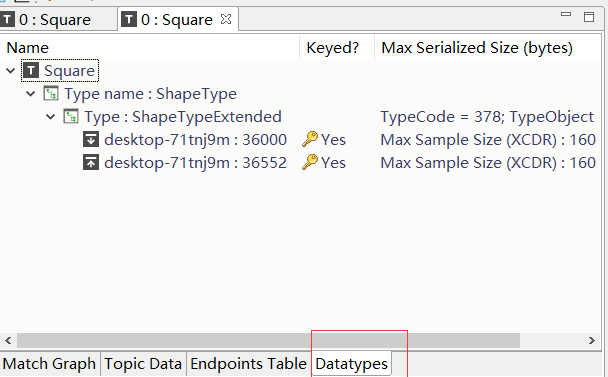 T 0 : Square T 0 : Square
Name Keyed? Max Serialized Size (bytes)
T Square
Type name : ShapeType
Type : ShapeTypeExtended TypeCode = 378; TypeObject
desktop-71tnj9m : 36000 Yes Max Sample Size (XCDR) : 160
desktop-71tnj9m : 36552 Yes Max Sample Size (XCDR) : 160
Match Graph Topic Data Endpoints Table Datatypes